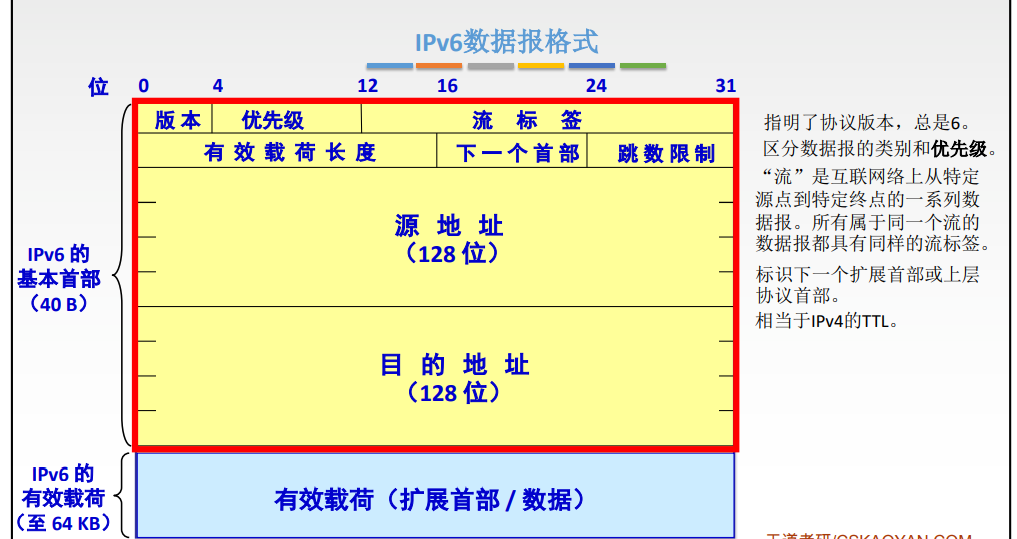 IPv6数据报格式
位 0 4 12 16 24 31
版本 优先级 流 标 签
有效载荷长度 下一个首部 跳数限制
源 地 址
（128 位）
目 的 地 址
（128 位）
IPv6 的
基本首部
（40 B）
IPv6 的
有效载荷
（至 64 KB）
有效载荷（扩展首部 / 数据）
指明了协议版本，总是6。
区分数据报的类别和优先级。
“流”是互联网络上从特定
源点到特定终点的一系列数
据报。所有属于同一个流的
数据报都具有同样的流标签。
标识下一个扩展首部或上层
协议首部。
相当于IPv4的TTL。
王道考研/CSKAOYAN.COM